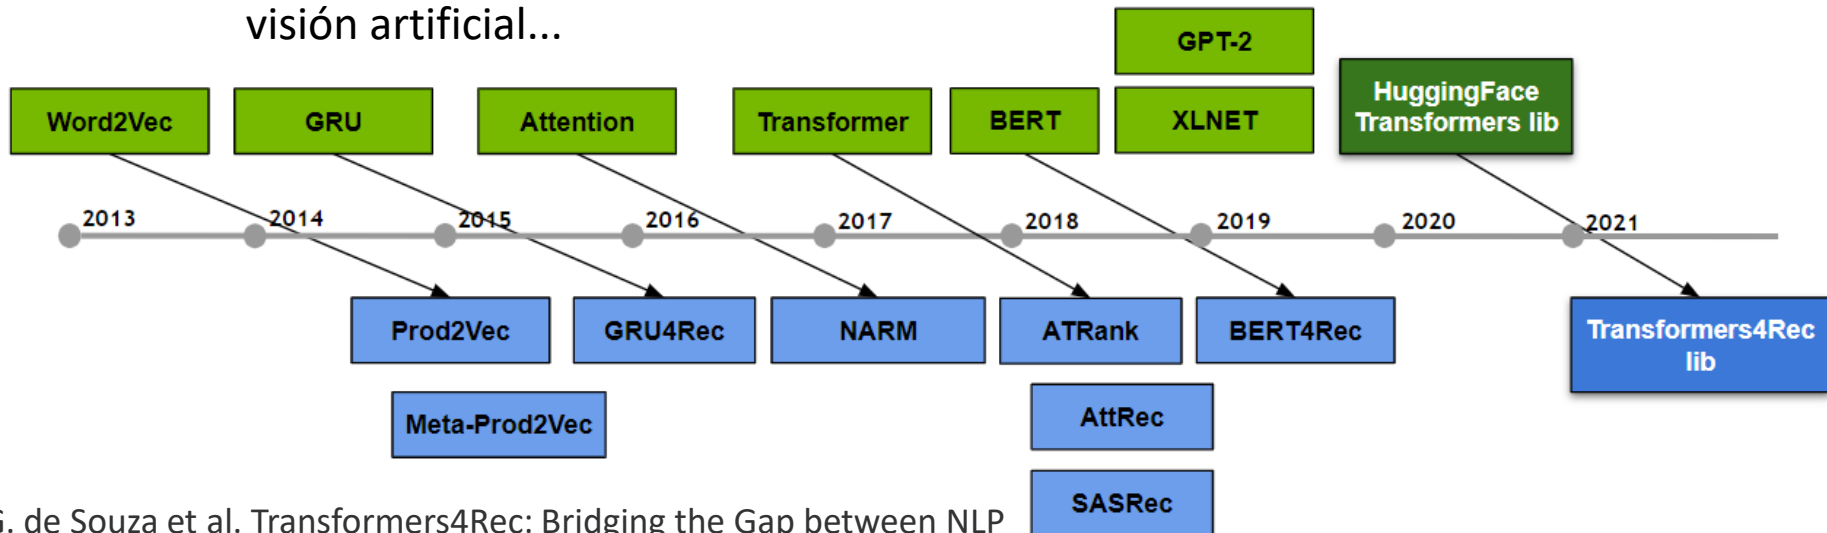 visión artificial...
GPT-2
Word2Vec
GRU
Attention
Transformer
BERT
XLNET
HuggingFace
Transformers lib
2013
2014
2015
2016
2017
2018
2019
2020
2021
Prod2Vec
GRU4Rec
NARM
ATRank
BERT4Rec
Transformers4Rec
lib
Meta-Prod2Vec
AttRec
SASRec
G. de Souza et al. Transformers4Rec: Bridging the Gap between NLP